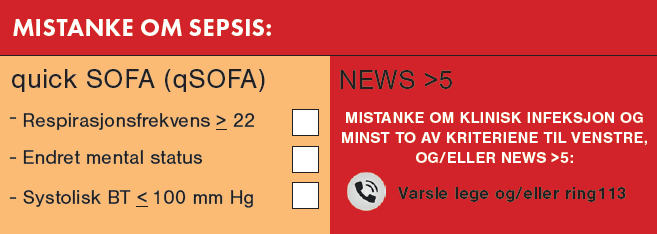 MISTANKE OM SEPSIS:
quick SOFA (qSOFA)
- Respirasjonsfrekvens ≥ 22
- Endret mental status
- Systolisk BT ≤ 100 mm Hg
NEWS >5
MISTANKE OM KLINISK INFEKSJON OG
MINST TO AV KRITERIENE TIL VENSTRE,
OG/ELLER NEWS >5:
Varsle lege og/eller ring113